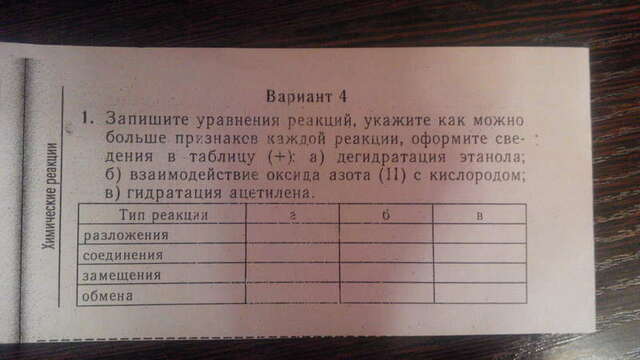 Химические реакции
Вариант 4
1. Запишите уравнения реакций, укажите как можно
больше признаков каждой реакции, оформите све-
дения в таблицу (+): а) дегидратация этанола;
б) взаимодействие оксида азота (II) с кислородом;
в) гидратация ацетилена.
Тип реакции а б в
разложения
соединения
замещения
обмена